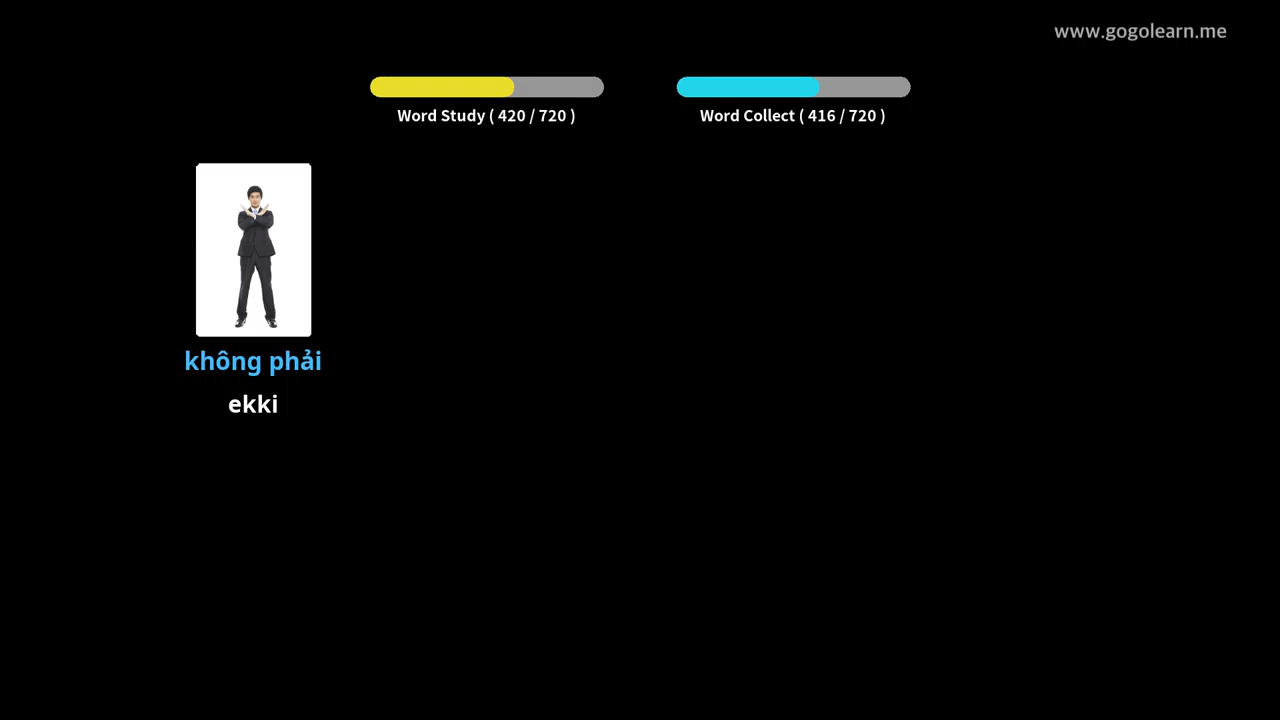 www.gogolearn.me
Word Study ( 420 / 720 )
Word Collect ( 416 / 720 )
không phải
ekki